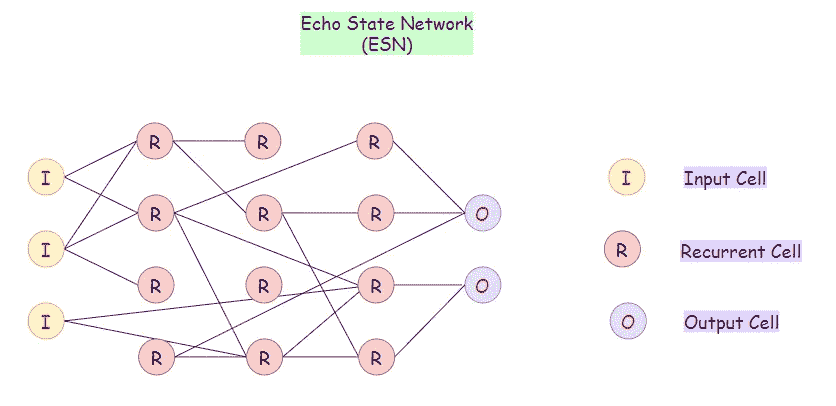 Echo State Network
(ESN)
R R R
I I Input Cell
R R R O
I R Recurrent Cell
R R R O
I O Output Cell
R R R